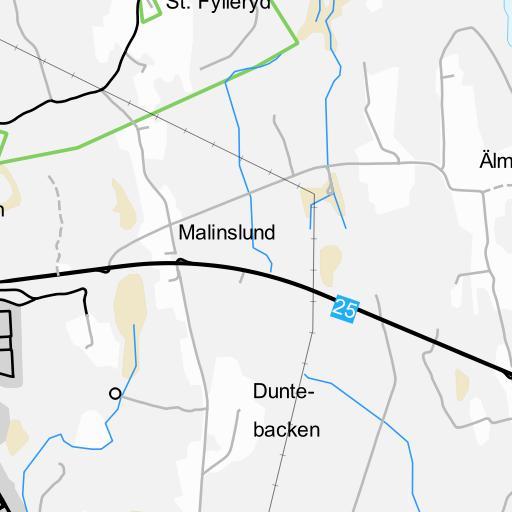 St. Fylleryd
Älm
n
Malinslund
25
Dunte-
backen